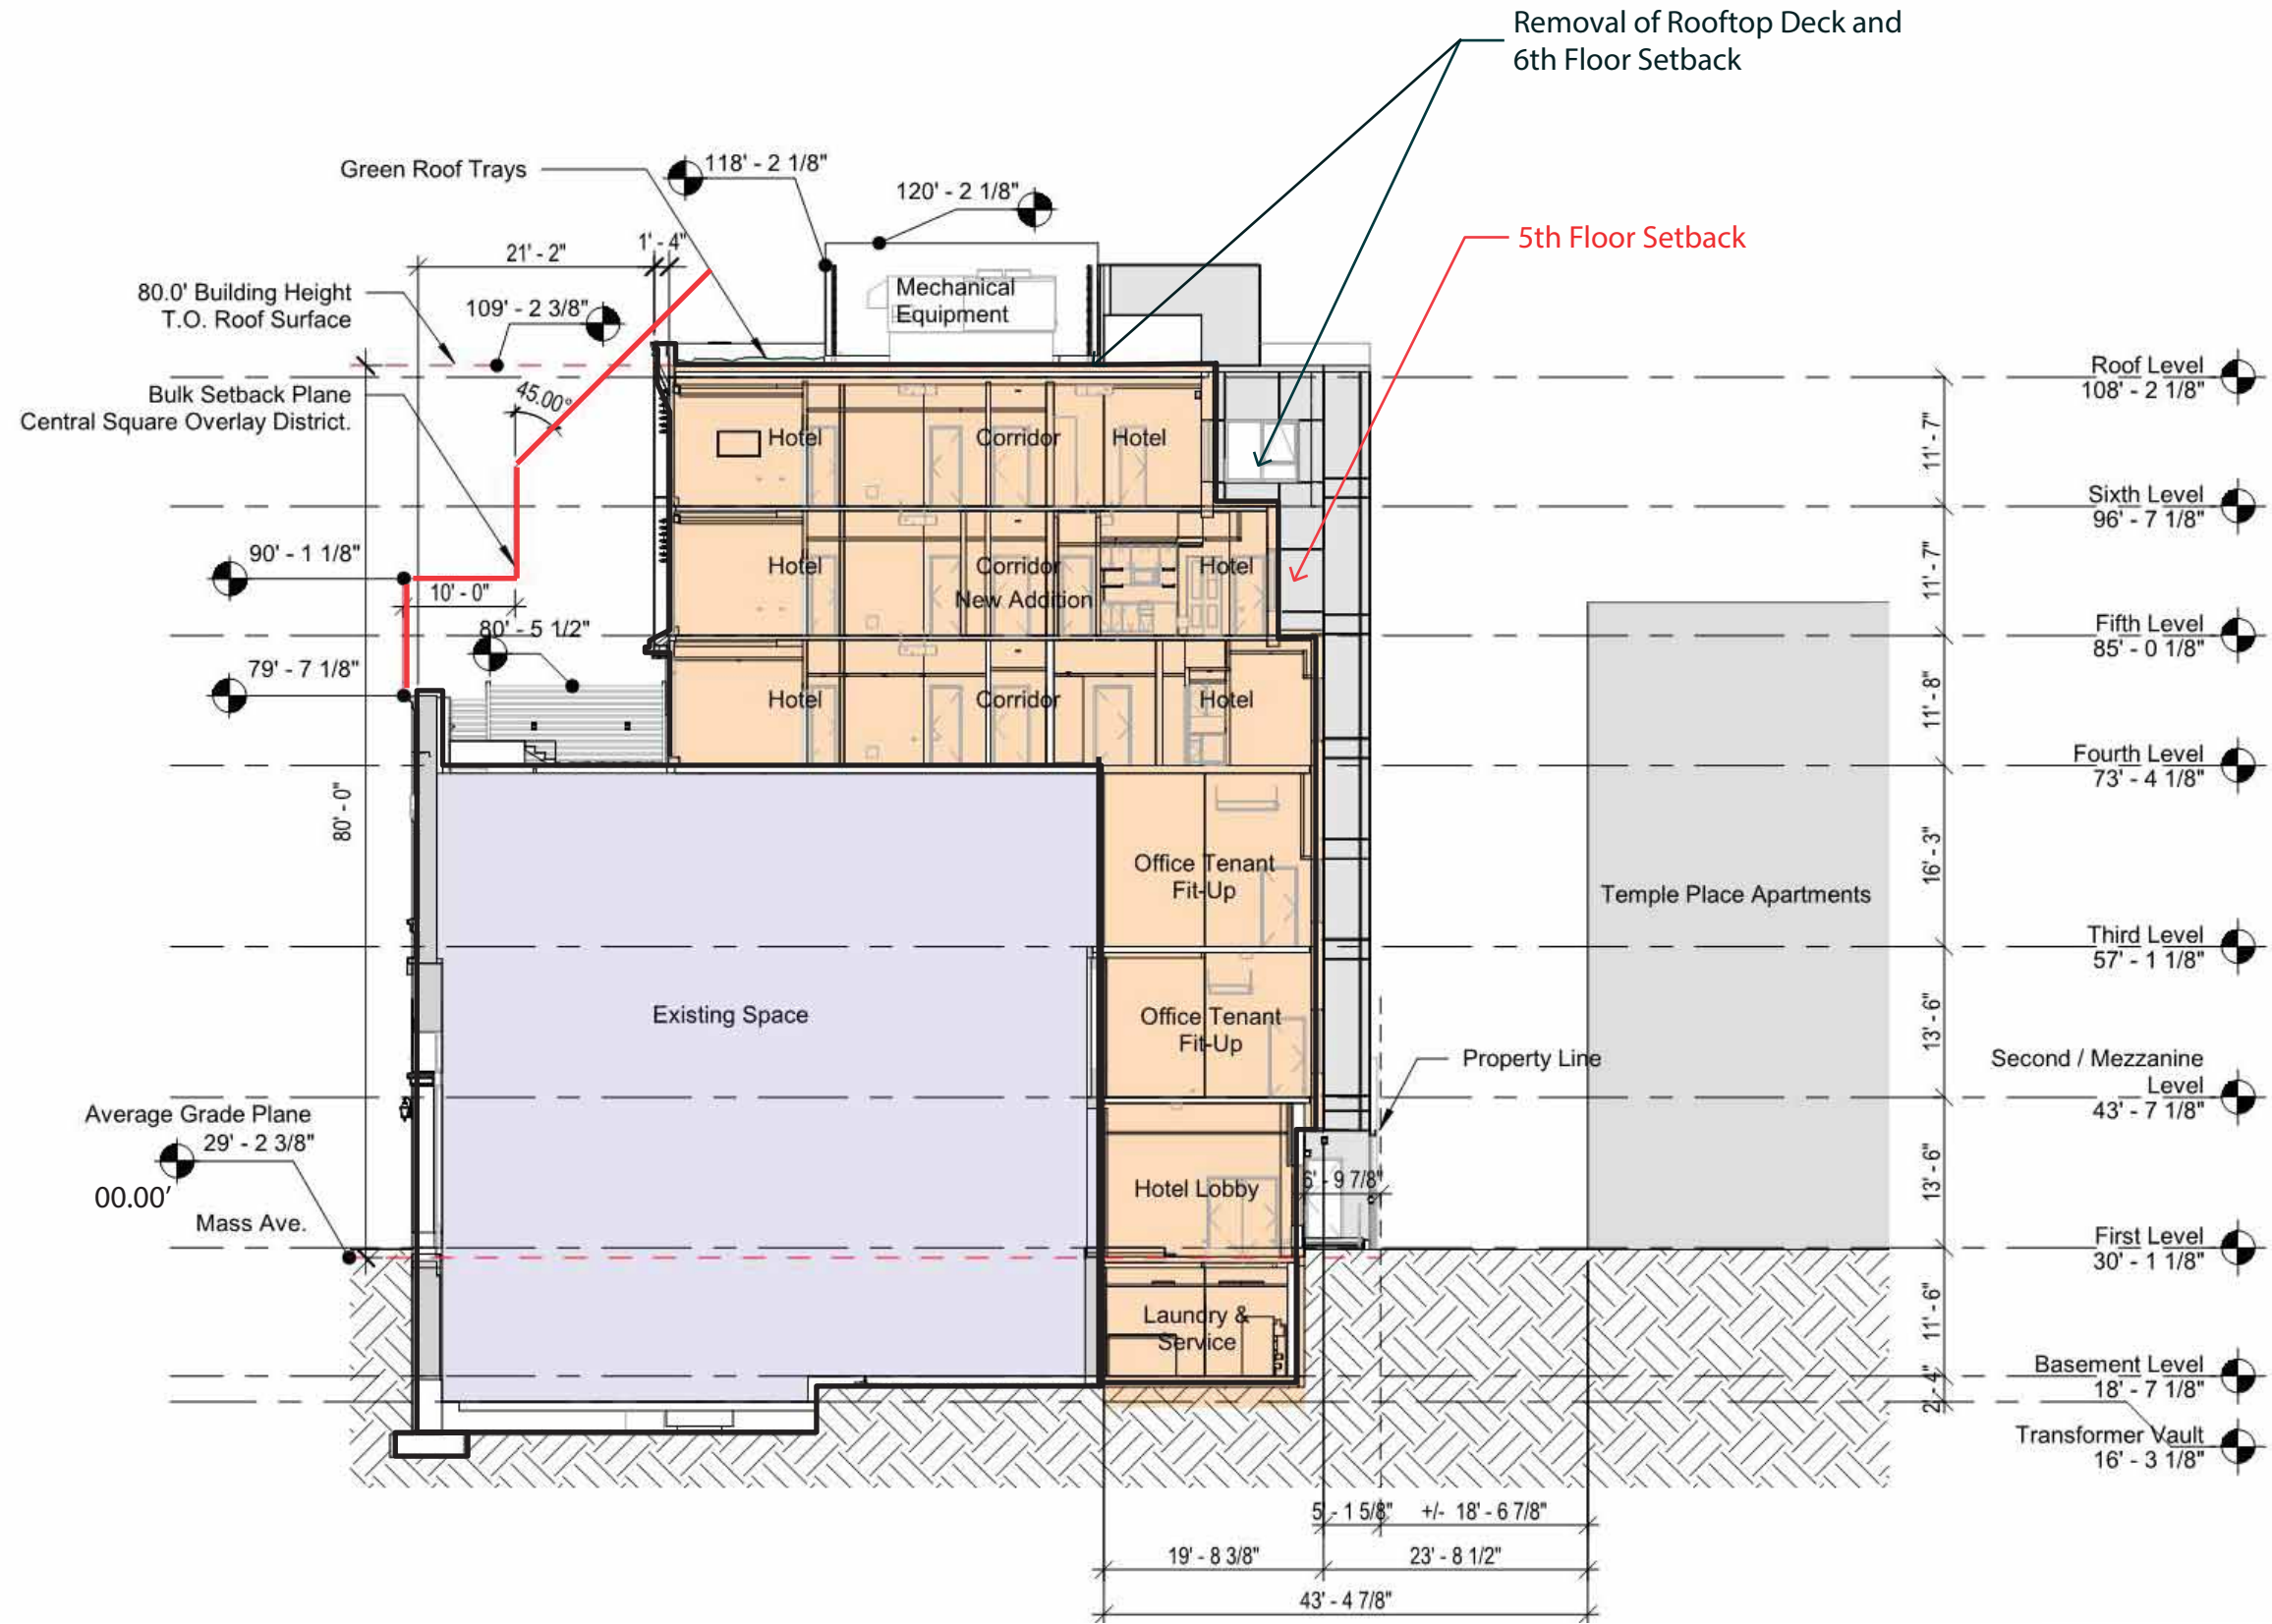 Removal of Rooftop Deck and
6th Floor Setback
5th Floor Setback
Green Roof Trays
118' - 2 1/8"
120' - 2 1/8"
21' - 2"
1' - 4"
80.0' Building Height
T.O. Roof Surface
109' - 2 3/8"
Mechanical
Equipment
Bulk Setback Plane
Central Square Overlay District.
45.00°
Roof Level
108' - 2 1/8"
Hotel
Corridor
Hotel
11' - 7"
Sixth Level
96' - 7 1/8"
90' - 1 1/8"
10' - 0"
Hotel
Corridor
Hotel
New Addition
11' - 7"
80' - 5 1/2"
Fifth Level
85' - 0 1/8"
79' - 7 1/8"
Hotel
Corridor
Hotel
11' - 8"
Fourth Level
73' - 4 1/8"
80' - 0"
Office Tenant
Fit-Up
16' - 3"
Temple Place Apartments
Third Level
57' - 1 1/8"
Existing Space
Office Tenant
Fit-Up
13' - 6"
Property Line
Second / Mezzanine
Level
43' - 7 1/8"
Average Grade Plane
29' - 2 3/8"
00.00’
Mass Ave.
Hotel Lobby
6' - 9 7/8"
13' - 6"
First Level
30' - 1 1/8"
Laundry &
Service
11' - 6"
Basement Level
18' - 7 1/8"
2' - 4"
Transformer Vault
16' - 3 1/8"
5' - 1 5/8"
+/- 18' - 6 7/8"
19' - 8 3/8"
23' - 8 1/2"
43' - 4 7/8"